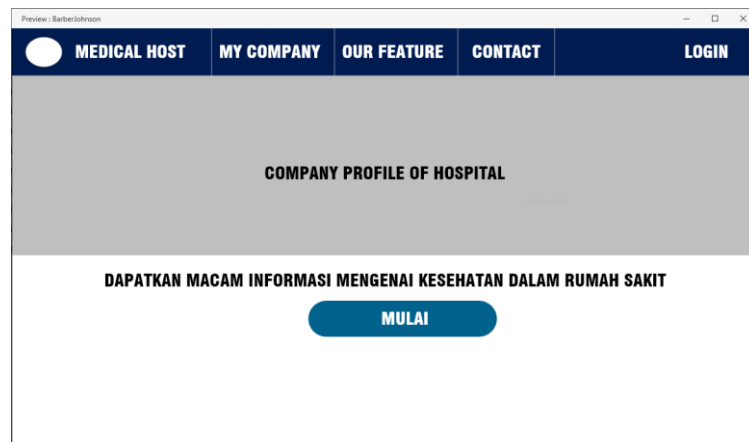 Preview : BarberJohnson
MEDICAL HOST MY COMPANY OUR FEATURE CONTACT LOGIN
COMPANY PROFILE OF HOSPITAL
DAPATKAN MACAM INFORMASI MENGENAI KESEHATAN DALAM RUMAH SAKIT
MULAI